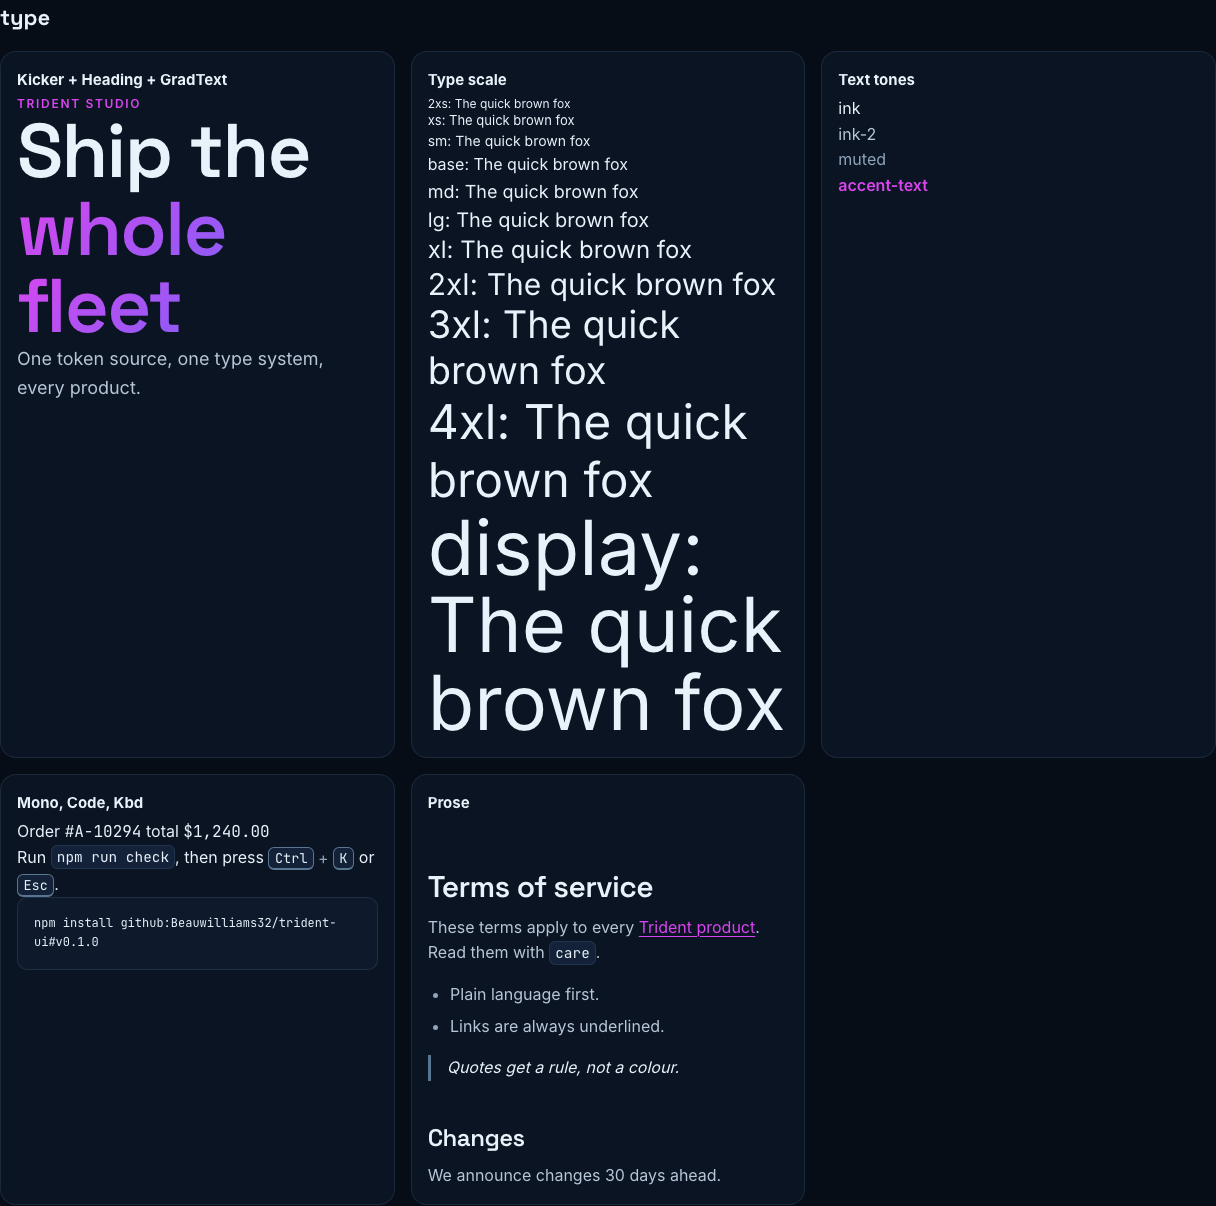 type
Kicker + Heading + GradText
TRIDENT STUDIO
Ship the
whole
fleet
One token source, one type system,
every product.
Type scale
2xs: The quick brown fox
xs: The quick brown fox
sm: The quick brown fox
base: The quick brown fox
md: The quick brown fox
lg: The quick brown fox
xl: The quick brown fox
2xl: The quick brown fox
3xl: The quick
brown fox
4xl: The quick
brown fox
display:
The quick
brown fox
Text tones
ink
ink-2
muted
accent-text
Mono, Code, Kbd
Order #A-10294 total $1,240.00
Run npm run check, then press Ctrl + K or
Esc.
npm install github:Beauwilliams32/trident-
ui#v0.1.0
Prose
Terms of service
These terms apply to every Trident product.
Read them with care.
• Plain language first.
• Links are always underlined.
Quotes get a rule, not a colour.
Changes
We announce changes 30 days ahead.